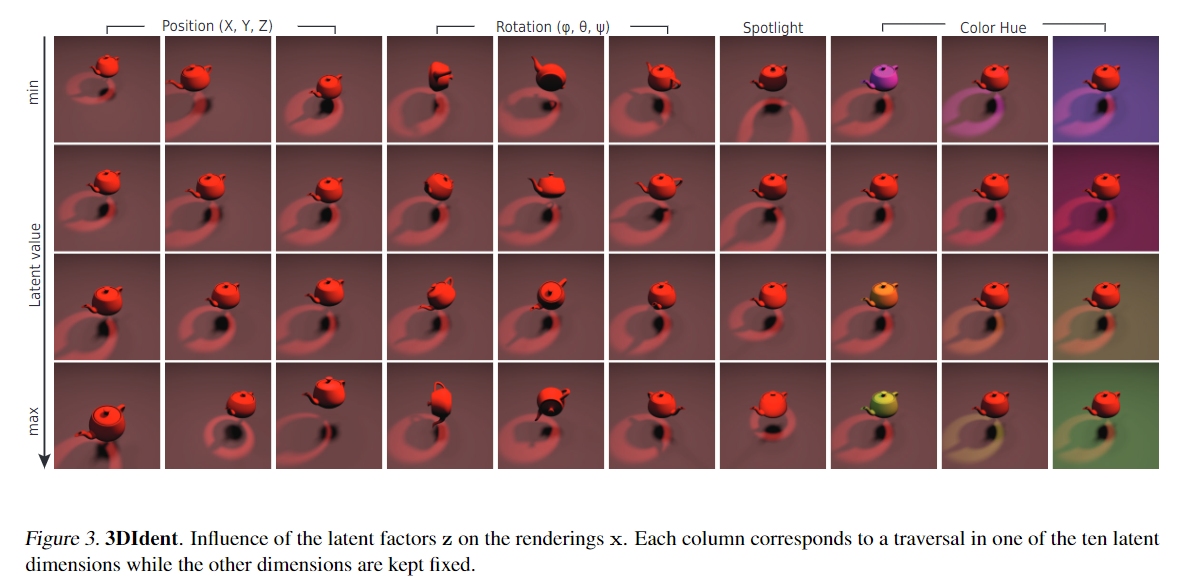 Position (X, Y, Z)
Rotation (φ, θ, ψ)
Spotlight
Color Hue
min
Latent value
max
Figure 3. 3DIdent. Influence of the latent factors z on the renderings x. Each column corresponds to a traversal in one of the ten latent
dimensions while the other dimensions are kept fixed.